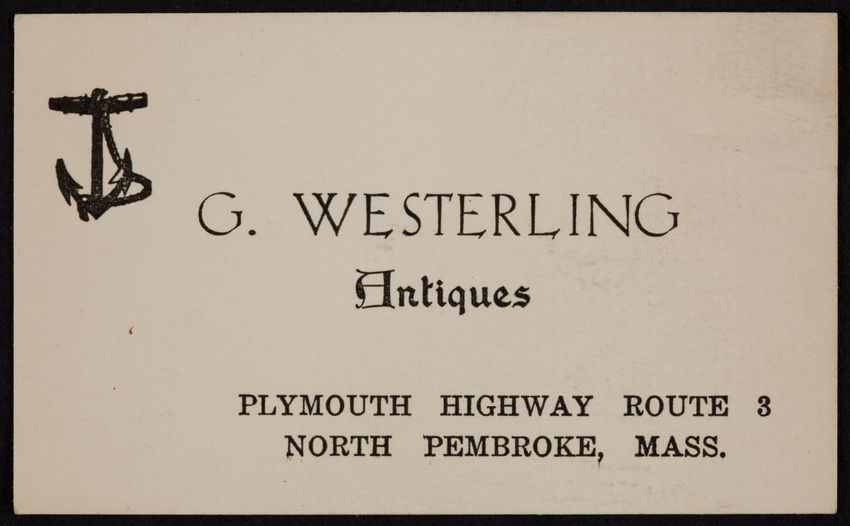 G. WESTERLING
Antiques
PLYMOUTH HIGHWAY ROUTE 3
NORTH PEMBROKE, MASS.